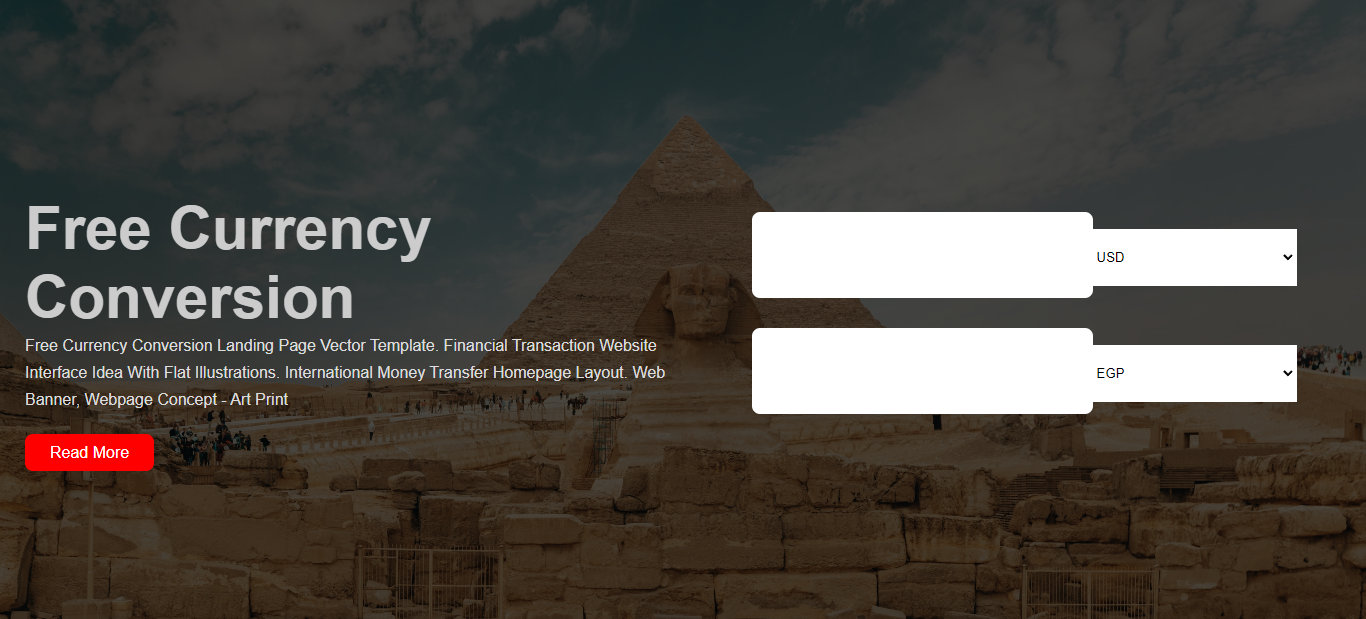 Free Currency
Conversion
Free Currency Conversion Landing Page Vector Template. Financial Transaction Website
Interface Idea With Flat Illustrations. International Money Transfer Homepage Layout. Web
Banner, Webpage Concept - Art Print
Read More
USD
EGP